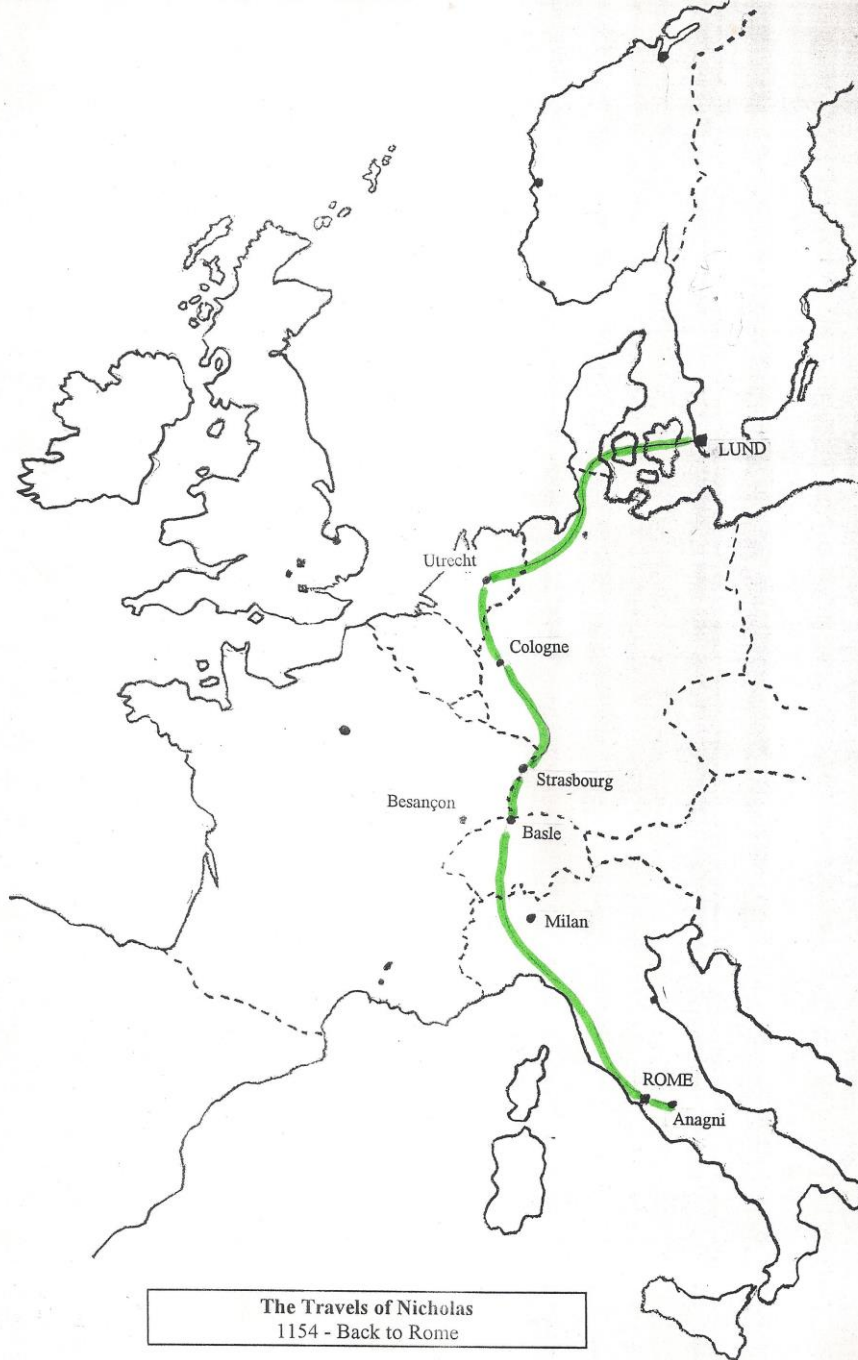 LUND
Utrecht
Cologne
Strasbourg
Besançon
Basle
Milan
ROME
Anagni
The Travels of Nicholas
1154 - Back to Rome